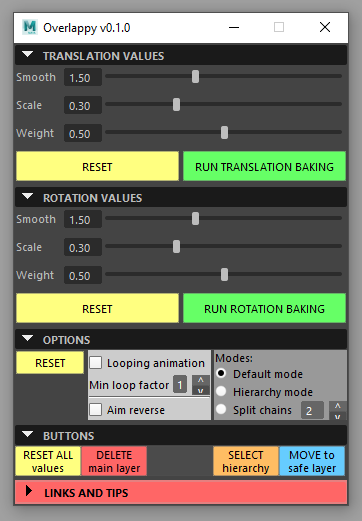 Overlappy v0.1.0
TRANSLATION VALUES
Smooth 1.50
Scale 0.30
Weight 0.50
RESET RUN TRANSLATION BAKING
ROTATION VALUES
Smooth 1.50
Scale 0.30
Weight 0.50
RESET RUN ROTATION BAKING
OPTIONS
RESET
Looping animation
Min loop factor 1
Aim reverse
Modes:
Default mode
Hierarchy mode
Split chains 2
BUTTONS
RESET ALL
values
DELETE
main layer
SELECT
hierarchy
MOVE to
safe layer
LINKS AND TIPS